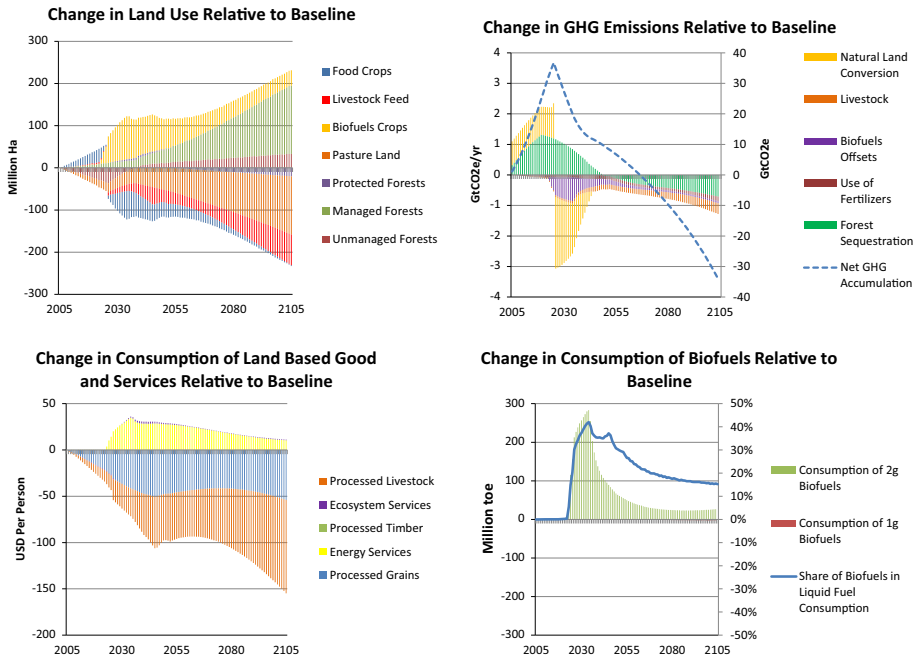 Change in Land Use Relative to Baseline
300
200
100
0
-100
-200
-300
Million Ha
2005 2030 2055 2080 2105
Food Crops
Livestock Feed
Biofuels Crops
Pasture Land
Protected Forests
Managed Forests
Unmanaged Forests
Change in GHG Emissions Relative to Baseline
4
3
2
1
0
-1
-2
-3
-4
GtCO2e/yr
40
30
20
10
0
-10
-20
-30
-40
GtCO2e
2005 2030 2055 2080 2105
Natural Land
Conversion
Livestock
Biofuels
Offsets
Use of
Fertilizers
Forest
Sequestration
Net GHG
Accumulation
Change in Consumption of Land Based Good
and Services Relative to Baseline
50
0
-50
-100
-150
-200
USD Per Person
2005 2030 2055 2080 2105
Processed Livestock
Ecosystem Services
Processed Timber
Energy Services
Processed Grains
Change in Consumption of Biofuels Relative to
Baseline
300
200
100
0
-100
-200
-300
Million toe
50%
40%
30%
20%
10%
0%
-10%
-20%
-30%
-40%
-50%
2005 2030 2055 2080 2105
Consumption of 2g
Biofuels
Consumption of 1g
Biofuels
Share of Biofuels in
Liquid Fuel
Consumption